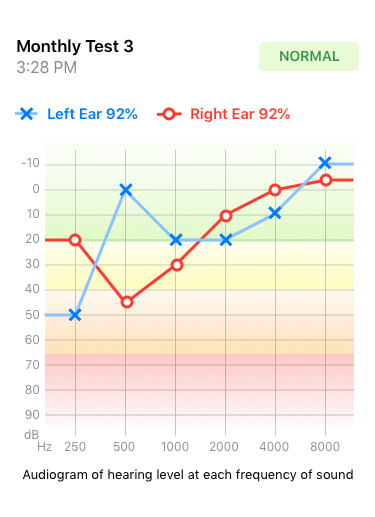 Monthly Test 3
3:28 PM
NORMAL
Left Ear 92% Right Ear 92%
-10
0
10
20
30
40
50
60
70
80
90
dB
Hz 250 500 1000 2000 4000 8000
Audiogram of hearing level at each frequency of sound